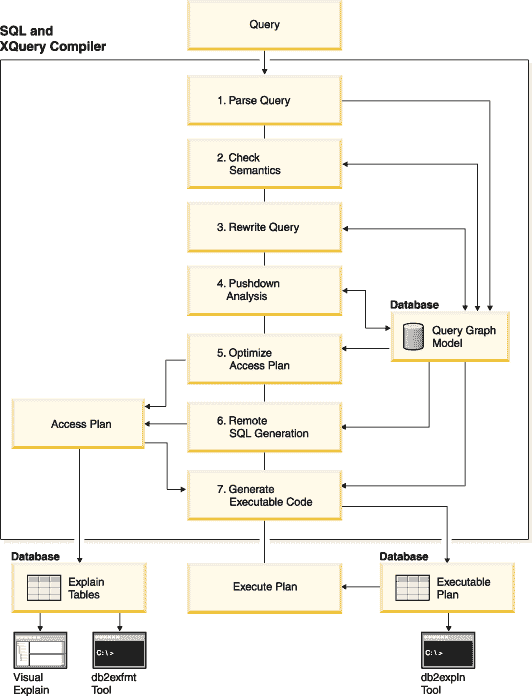 SQL and
XQuery Compiler
Query
1. Parse Query
2. Check
Semantics
3. Rewrite Query
4. Pushdown
Analysis
Database
Query Graph
Model
5. Optimize
Access Plan
Access Plan
6. Remote
SQL Generation
7. Generate
Executable Code
Database
Explain
Tables
Execute Plan
Database
Executable
Plan
C:\ >
Visual
Explain
db2exfmt
Tool
C:\ >
db2expln
Tool